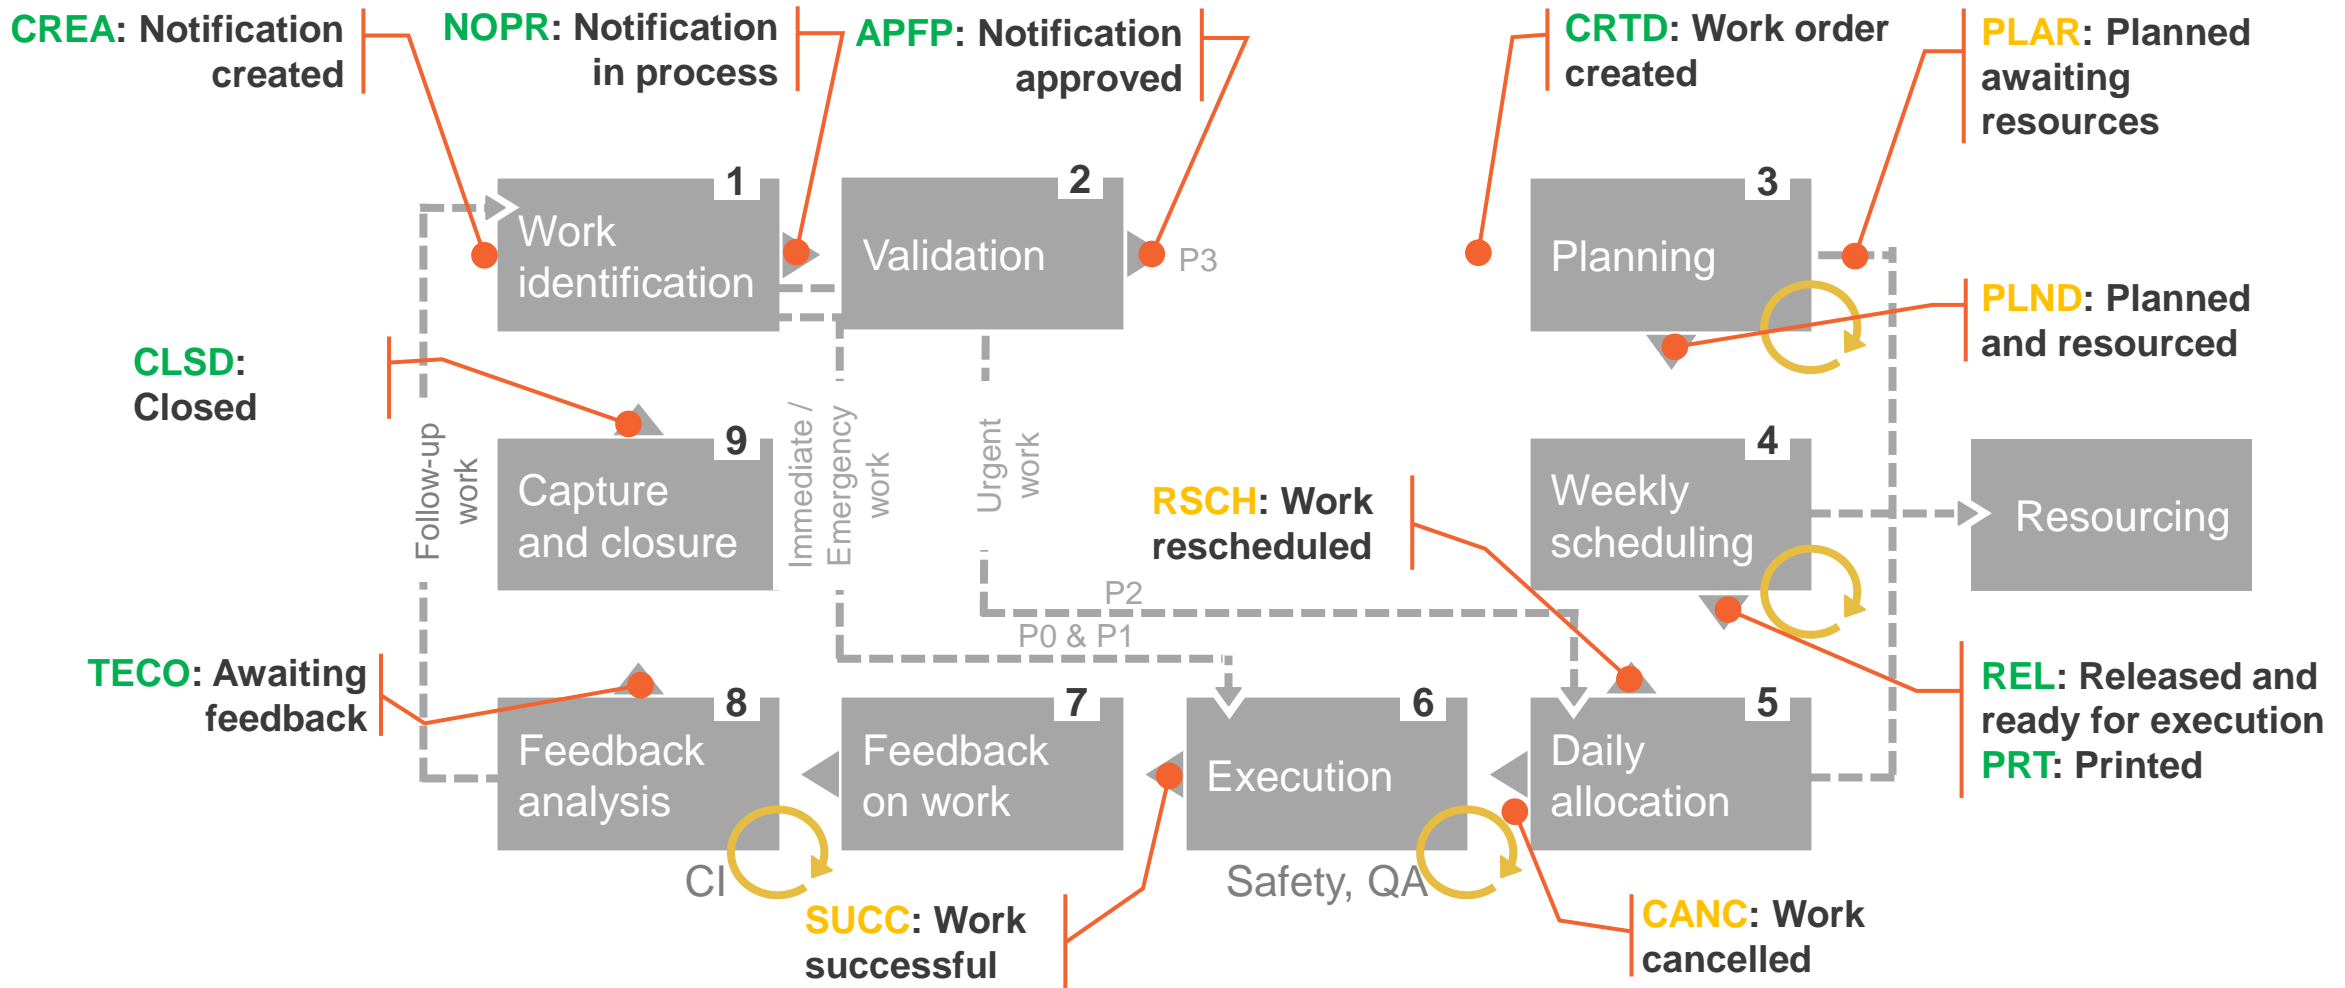 CREA: Notification
created
NOPR: Notification
in process
APFP: Notification
approved
CRTD: Work order
created
PLAR: Planned
awaiting
resources
1
Work
identification
2
Validation
P3
3
Planning
PLND: Planned
and resourced
CLSD:
Closed
Follow-up
work
9
Capture
and closure
Immediate /
Emergency
work
Urgent
work
RSCH: Work
rescheduled
4
Weekly
scheduling
Resourcing
P2
P0 & P1
TECO: Awaiting
feedback
8
Feedback
analysis
7
Feedback
on work
6
Execution
5
Daily
allocation
REL: Released and
ready for execution
PRT: Printed
CI
Safety, QA
SUCC: Work
successful
CANC: Work
cancelled